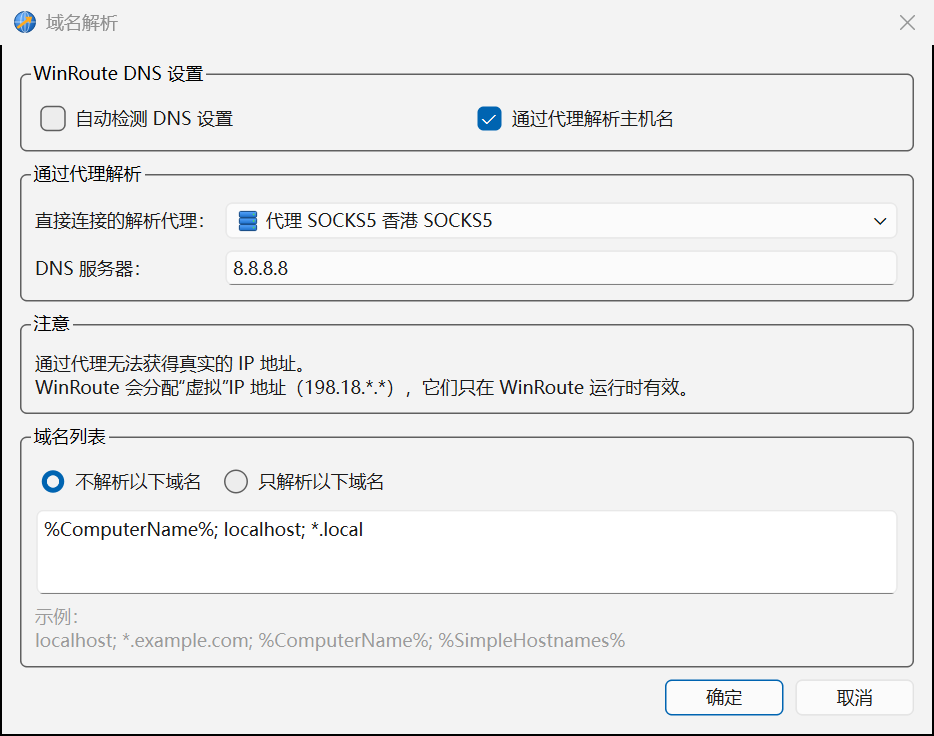 域名解析
WinRoute DNS 设置
自动检测 DNS 设置
通过代理解析主机名
通过代理解析
直接连接的解析代理：
代理 SOCKS5 香港 SOCKS5
DNS 服务器：
8.8.8.8
注意
通过代理无法获得真实的 IP 地址。
WinRoute 会分配“虚拟”IP 地址（198.18.*.*），它们只在 WinRoute 运行时有效。
域名列表
不解析以下域名
只解析以下域名
%ComputerName%; localhost; *.local
示例：
localhost; *.example.com; %ComputerName%; %SimpleHostnames%
确定
取消